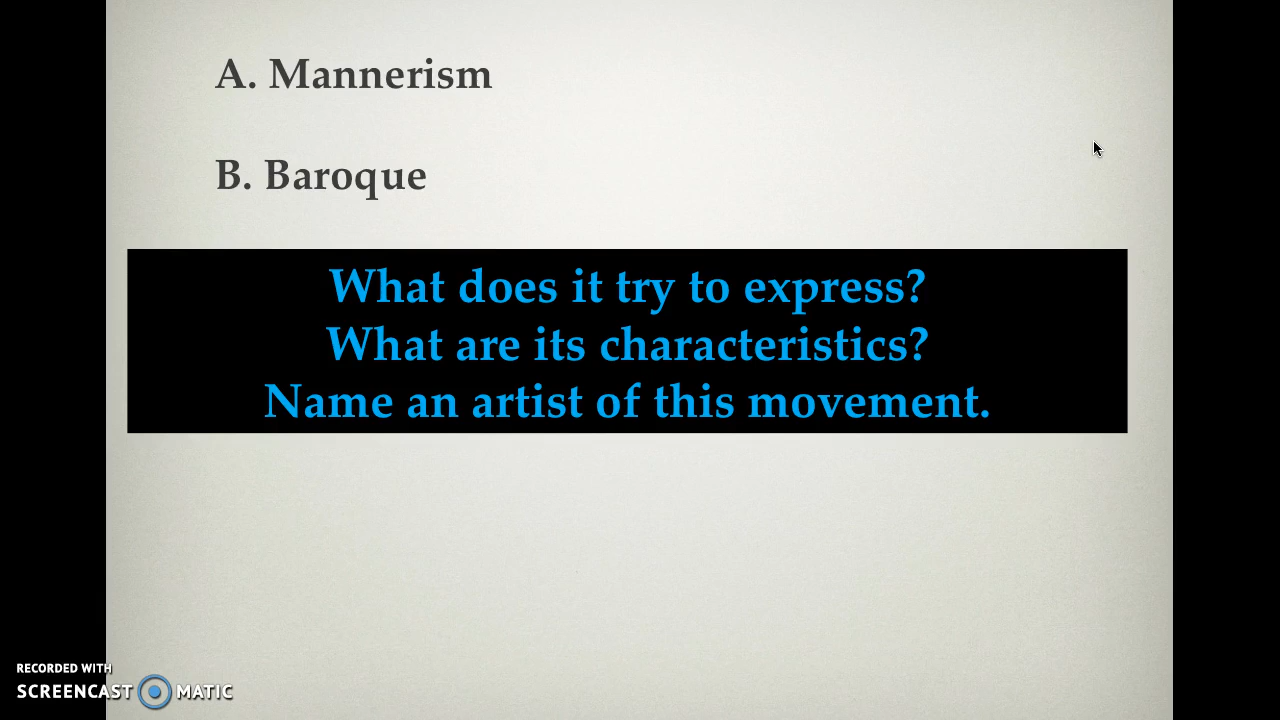 A. Mannerism
B. Baroque
What does it try to express?
What are its characteristics?
Name an artist of this movement.
RECORDED WITH
SCREENCAST MATIC